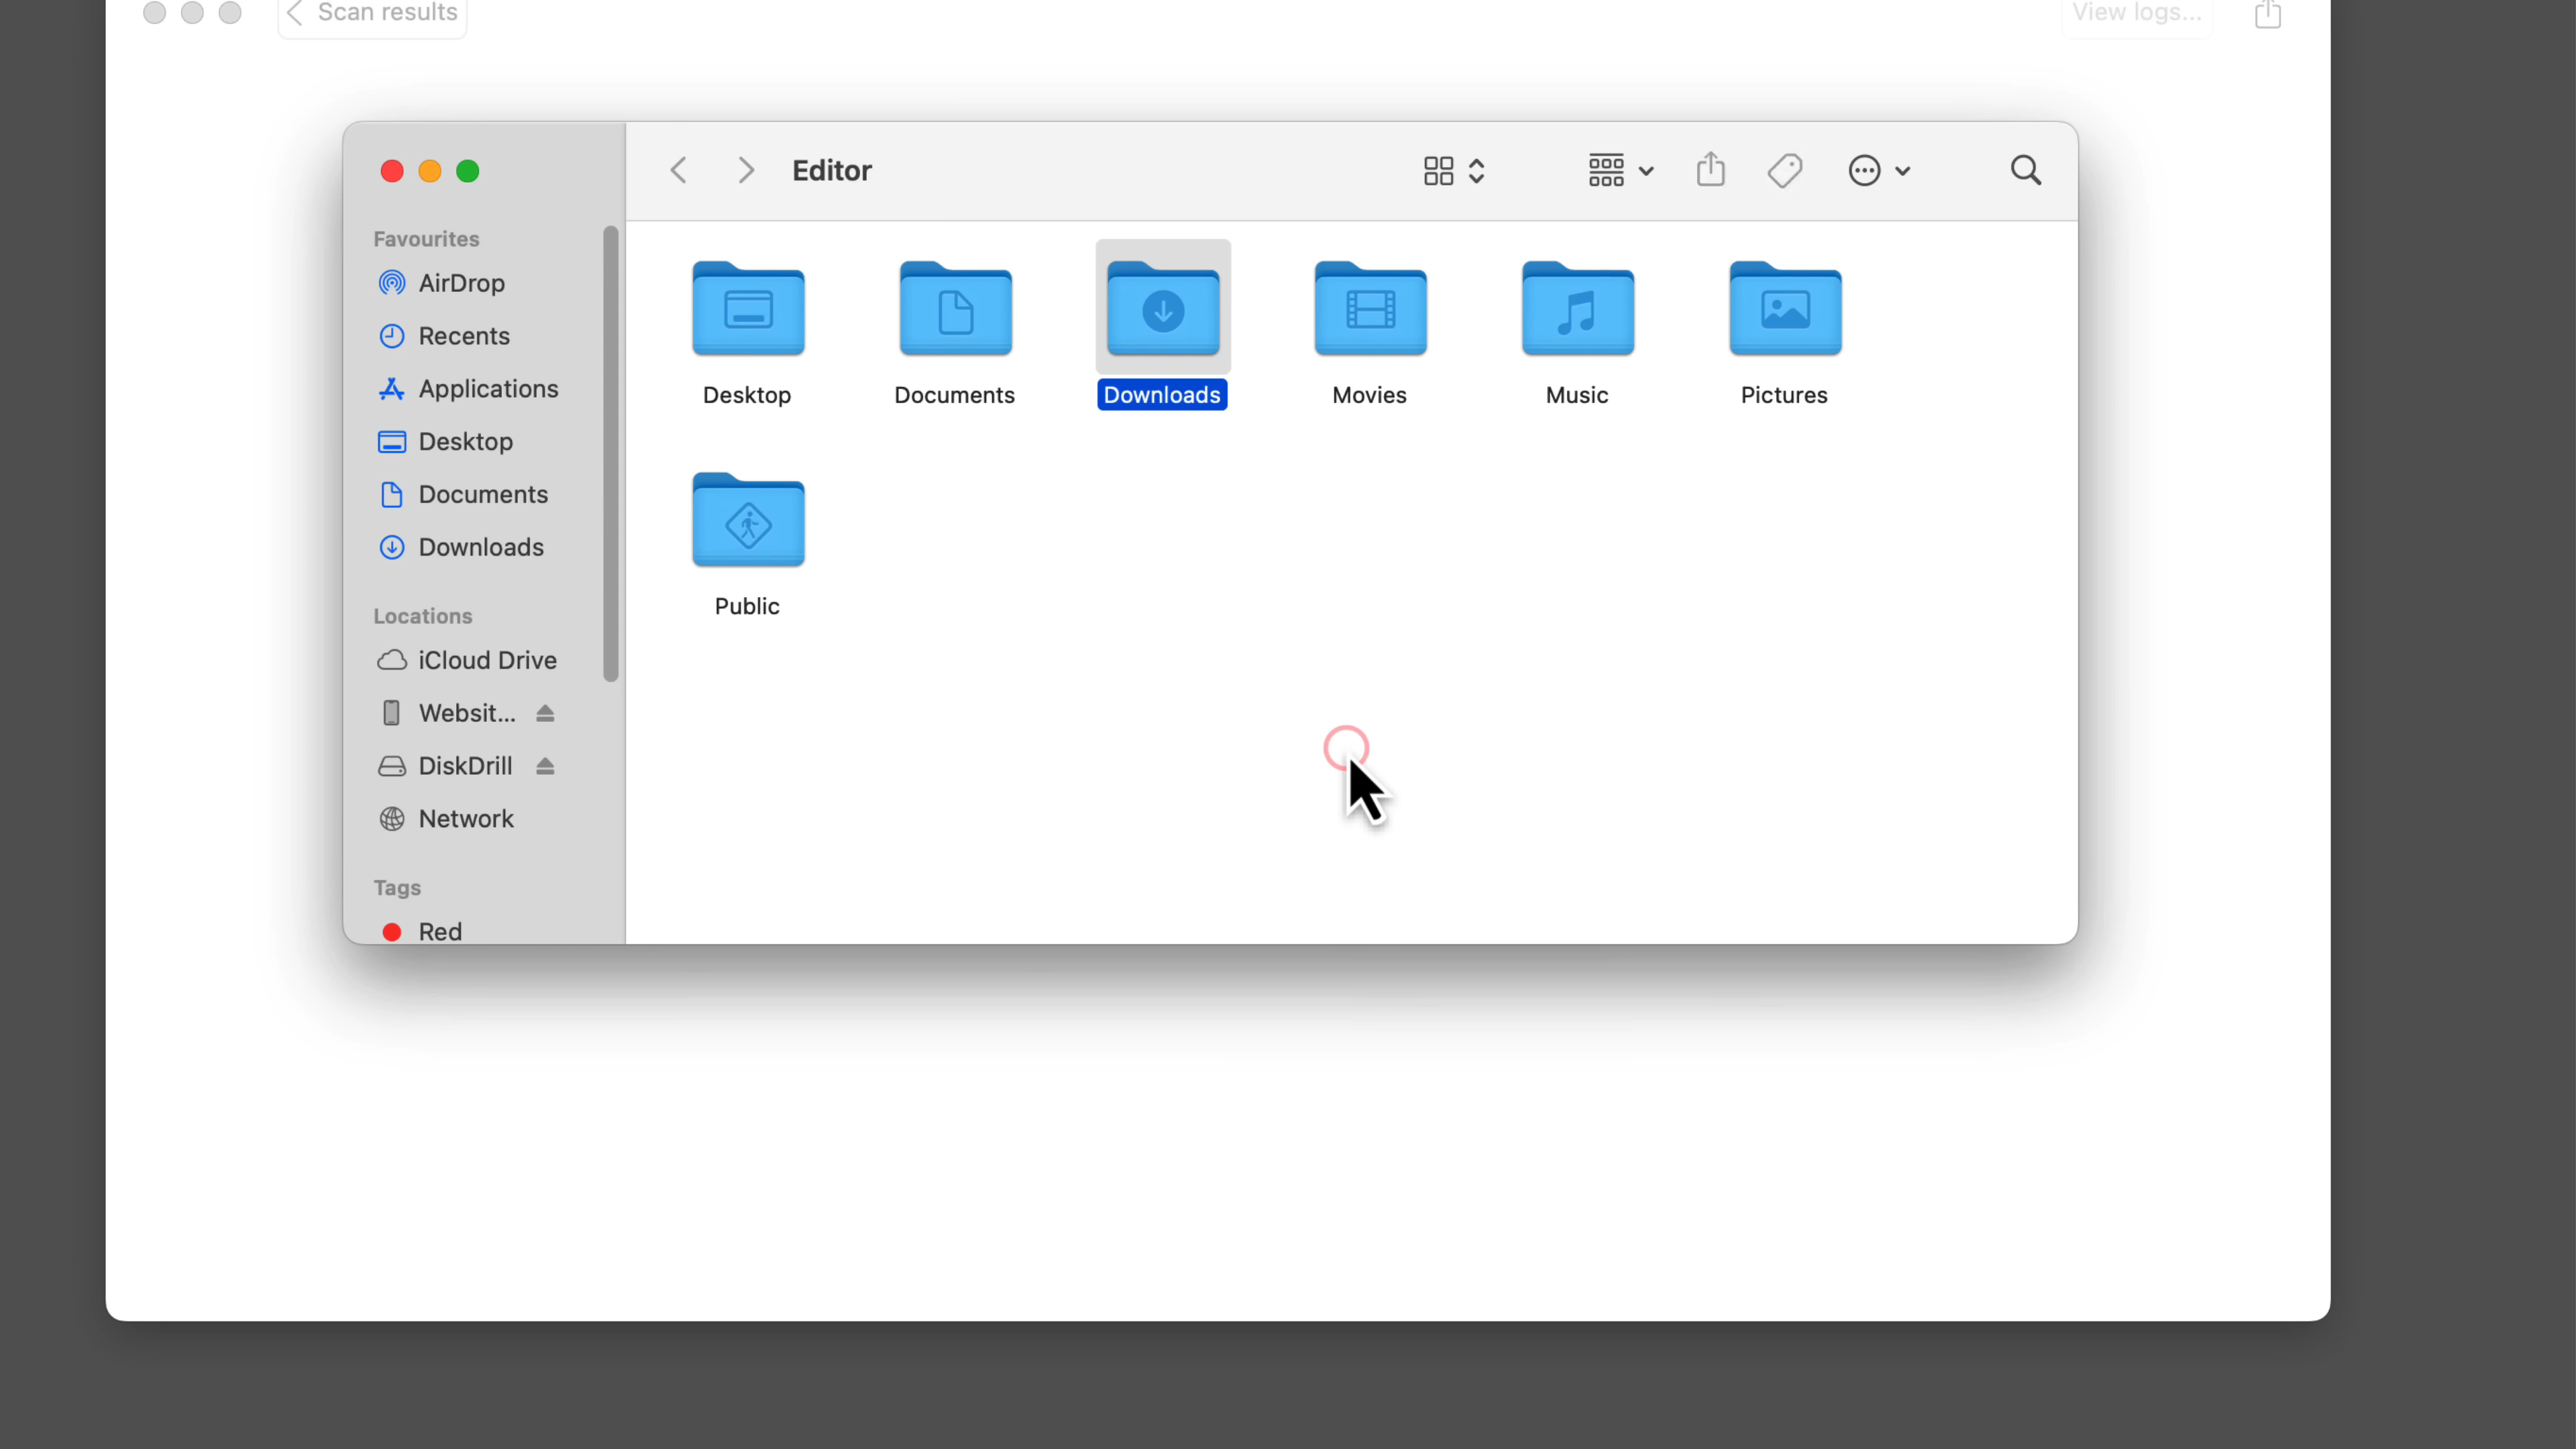 Scan results
View logs...
Editor
Favourites
AirDrop
Recents
Applications
Desktop
Documents
Downloads
Locations
iCloud Drive
Websit...
DiskDrill
Network
Tags
Red
Desktop
Documents
Downloads
Movies
Music
Pictures
Public